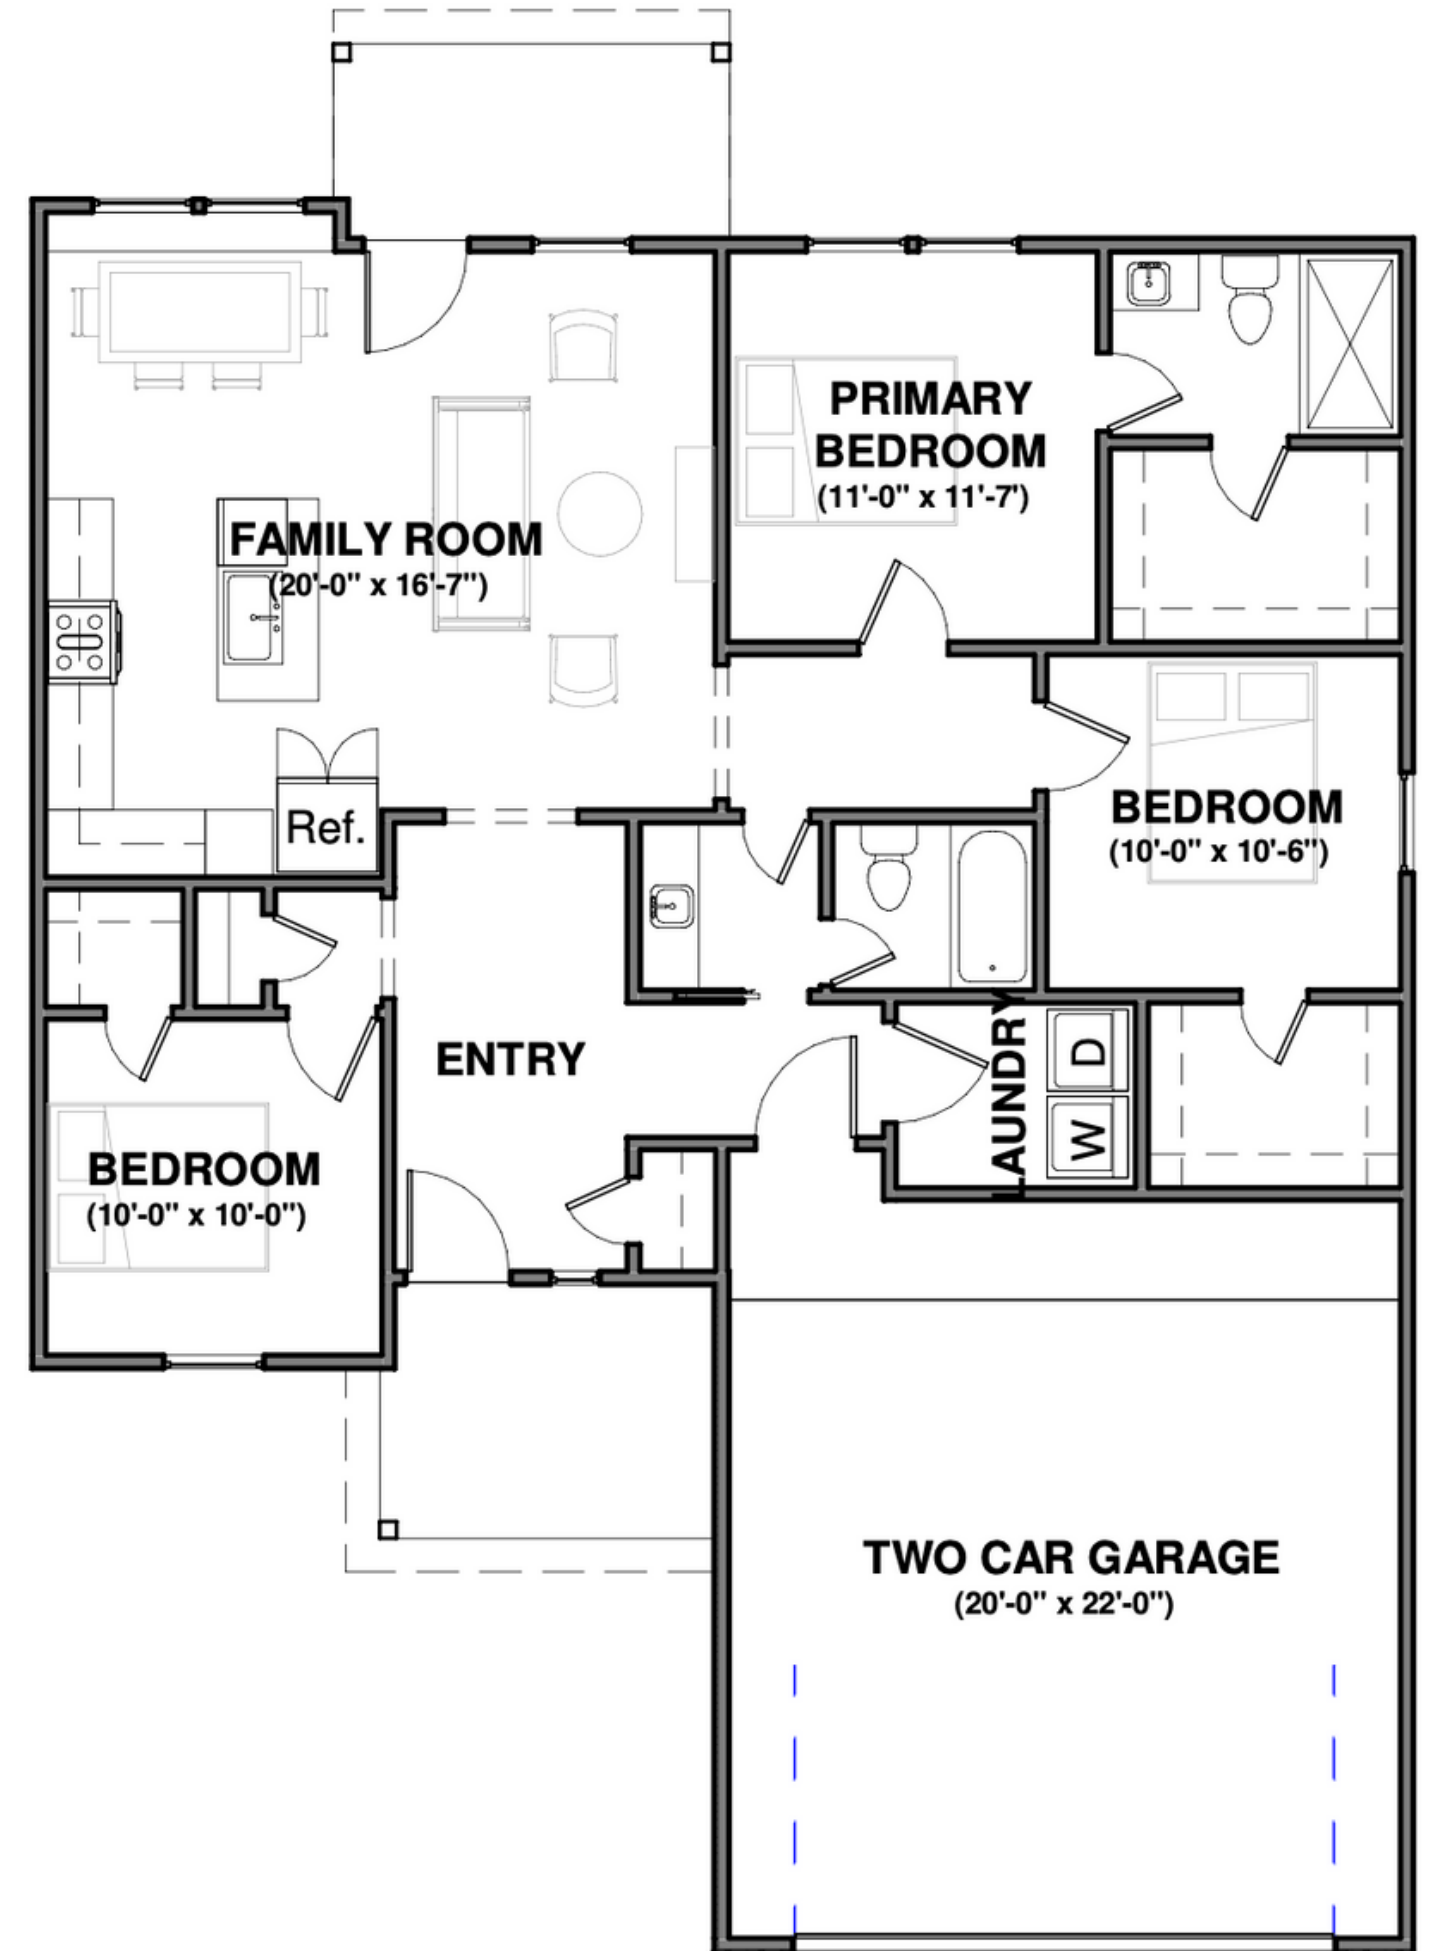 PRIMARY
BEDROOM
(11'-0" x 11'-7')
FAMILY ROOM
(20'-0" x 16'-7")
Ref.
BEDROOM
(10'-0" x 10'-6")
ENTRY
LAUNDRY
D
W
BEDROOM
(10'-0" x 10'-0")
TWO CAR GARAGE
(20'-0" x 22'-0")